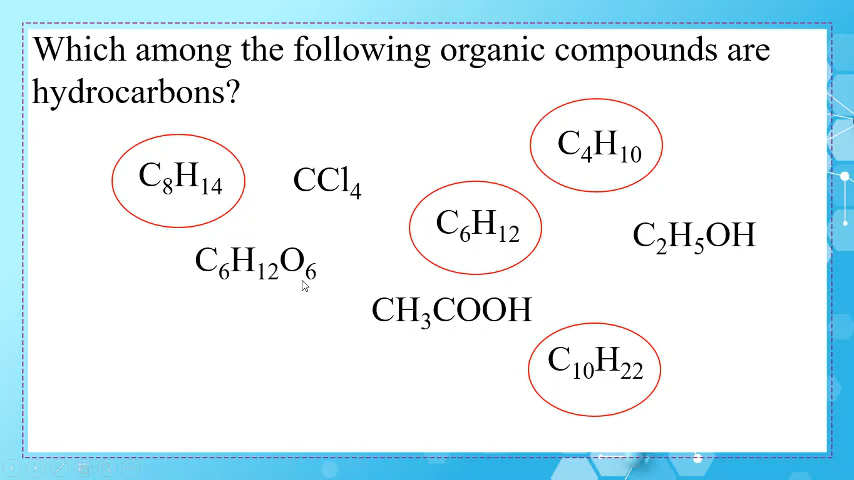 Which among the following organic compounds are
hydrocarbons?
C₄H₁₀
C₈H₁₄
CCl₄
C₆H₁₂
C₂H₅OH
C₆H₁₂O₆
CH₃COOH
C₁₀H₂₂